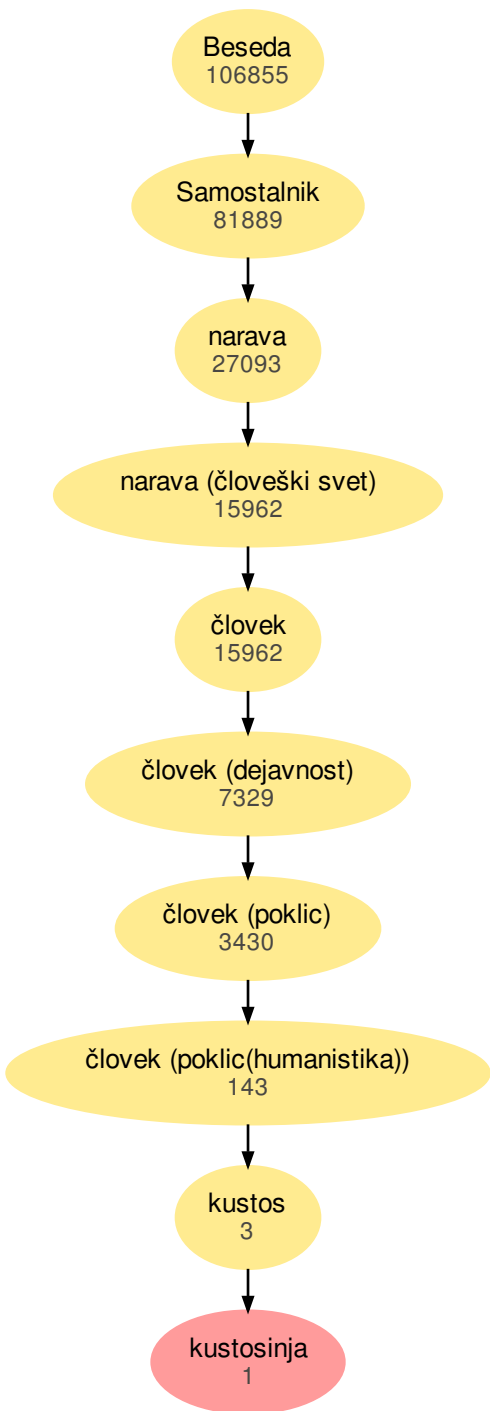 Beseda
106855
Samostalnik
81889
narava
27093
narava (človeški svet)
15962
človek
15962
človek (dejavnost)
7329
človek (poklic)
3430
človek (poklic(humanistika))
143
kustos
3
kustosinja
1